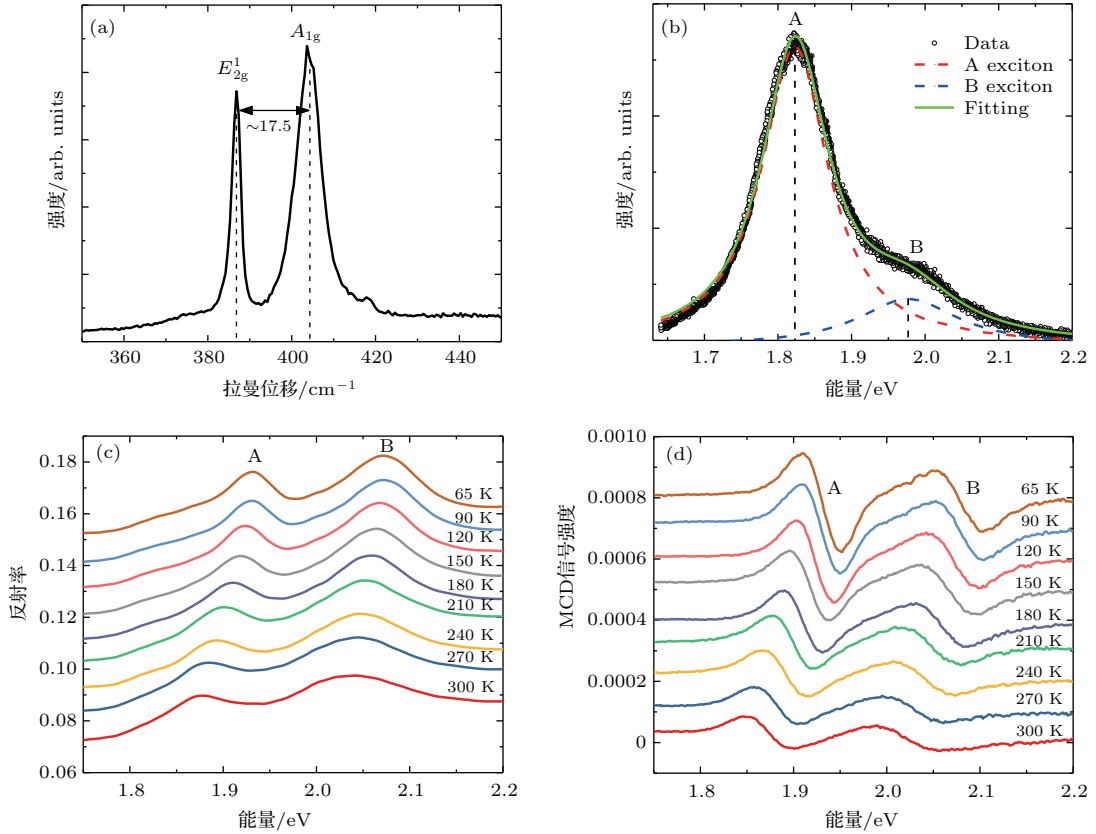 (a)
A₁g
E¹₂g
~17.5
强度/arb. units
360 380 400 420 440
拉曼位移/cm⁻¹
(b)
A
B
Data
A exciton
B exciton
Fitting
强度/arb. units
1.7 1.8 1.9 2.0 2.1 2.2
能量/eV
(c)
A
B
0.18
0.16
0.14
0.12
0.10
0.08
0.06
反射率
65 K
90 K
120 K
150 K
180 K
210 K
240 K
270 K
300 K
1.8 1.9 2.0 2.1 2.2
能量/eV
(d)
A
B
0.0010
0.0008
0.0006
0.0004
0.0002
0
MCD信号强度
65 K
90 K
120 K
150 K
180 K
210 K
240 K
270 K
300 K
1.8 1.9 2.0 2.1 2.2
能量/eV